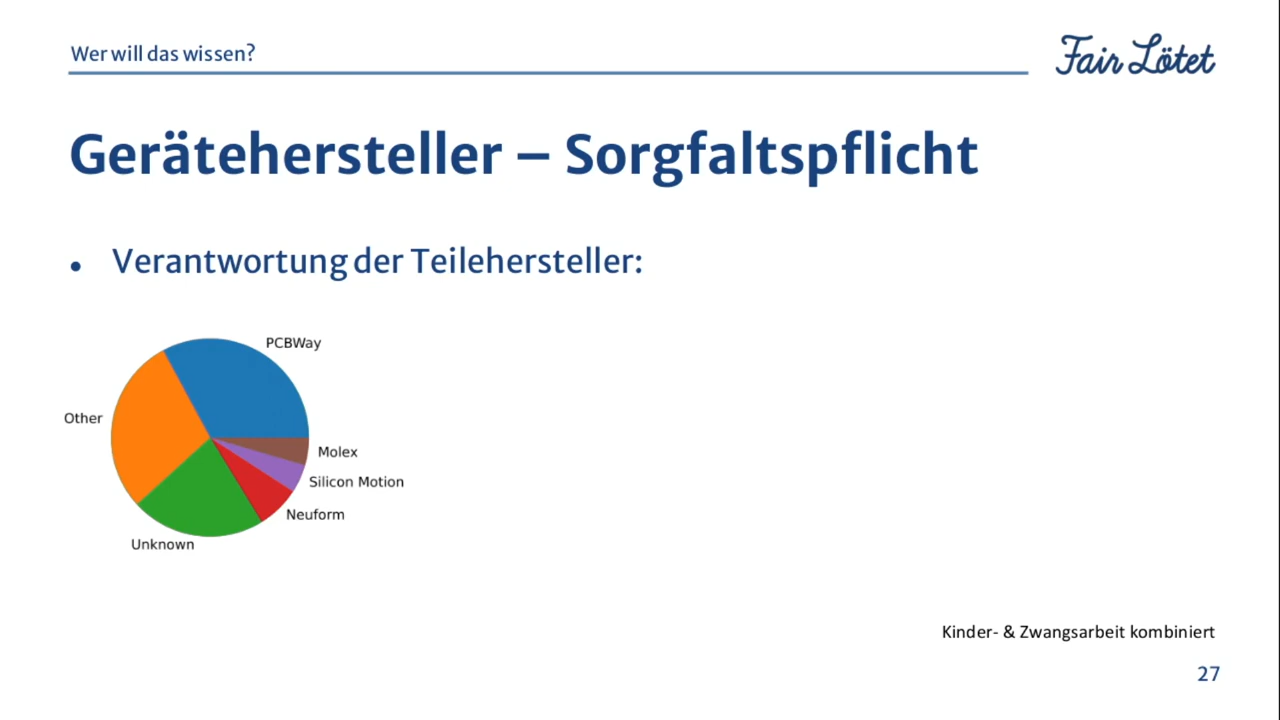 Wer will das wissen?
Fair Lötet
Gerätehersteller – Sorgfaltspflicht
• Verantwortung der Teilehersteller:
PCBWay
Other
Molex
Silicon Motion
Neuform
Unknown
Kinder- & Zwangsarbeit kombiniert
27